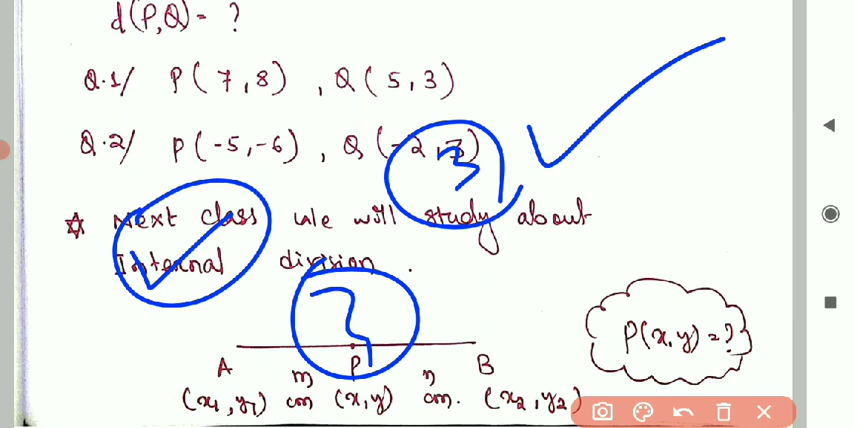 d(P,Q) = ?
Q.1/ P(7,8), Q(5,3)
Q.2/ P(-5,-6), Q(-2,3)
☆ Next class we will study about
Internal division.
A m P n B
(x1,y1) cm (x,y) cm. (x2,y2)
P(x,y)=?